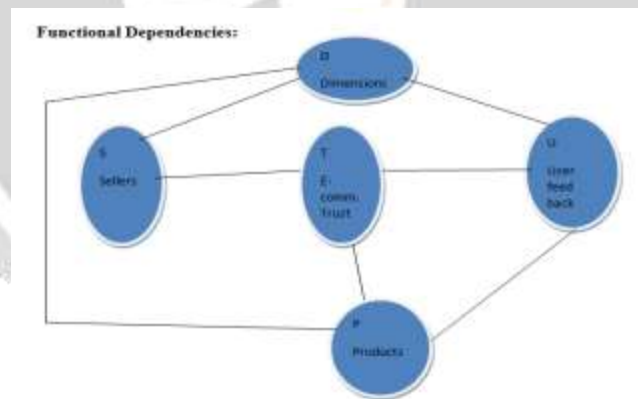 Functional Dependencies:
D
Dimensions
S
Sellers
T
E-
comm.
Trust
U
User
feed
back
P
Products